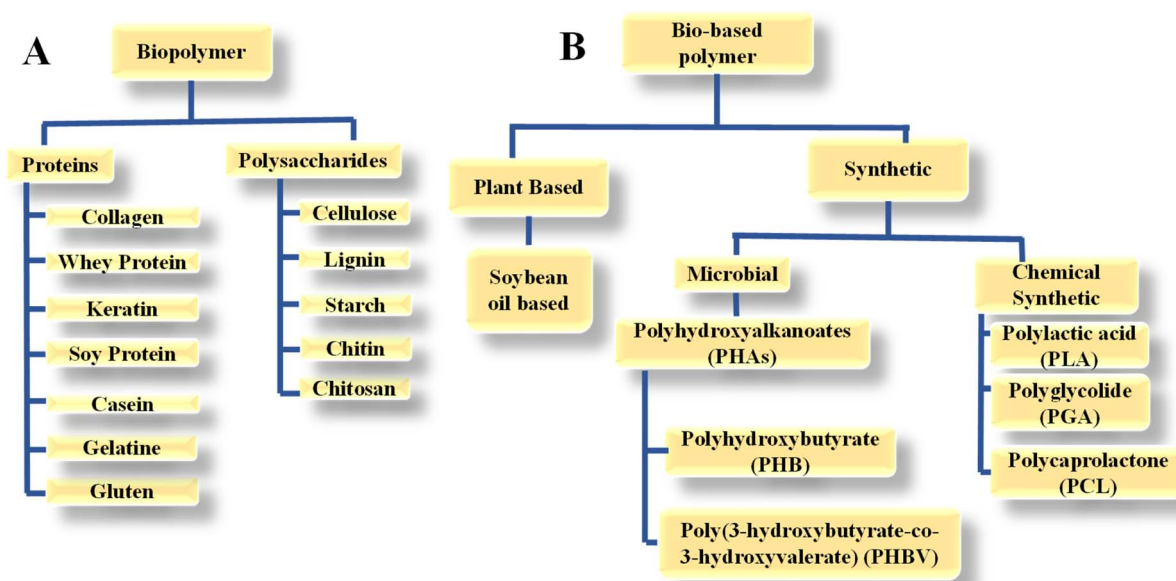 A
Biopolymer
Proteins
Collagen
Whey Protein
Keratin
Soy Protein
Casein
Gelatine
Gluten
Polysaccharides
Cellulose
Lignin
Starch
Chitin
Chitosan
B
Bio-based
polymer
Plant Based
Soybean
oil based
Synthetic
Microbial
Polyhydroxyalkanoates
(PHAs)
Polyhydroxybutyrate
(PHB)
Poly(3-hydroxybutyrate-co-
3-hydroxyvalerate) (PHBV)
Chemical
Synthetic
Polylactic acid
(PLA)
Polyglycolide
(PGA)
Polycaprolactone
(PCL)